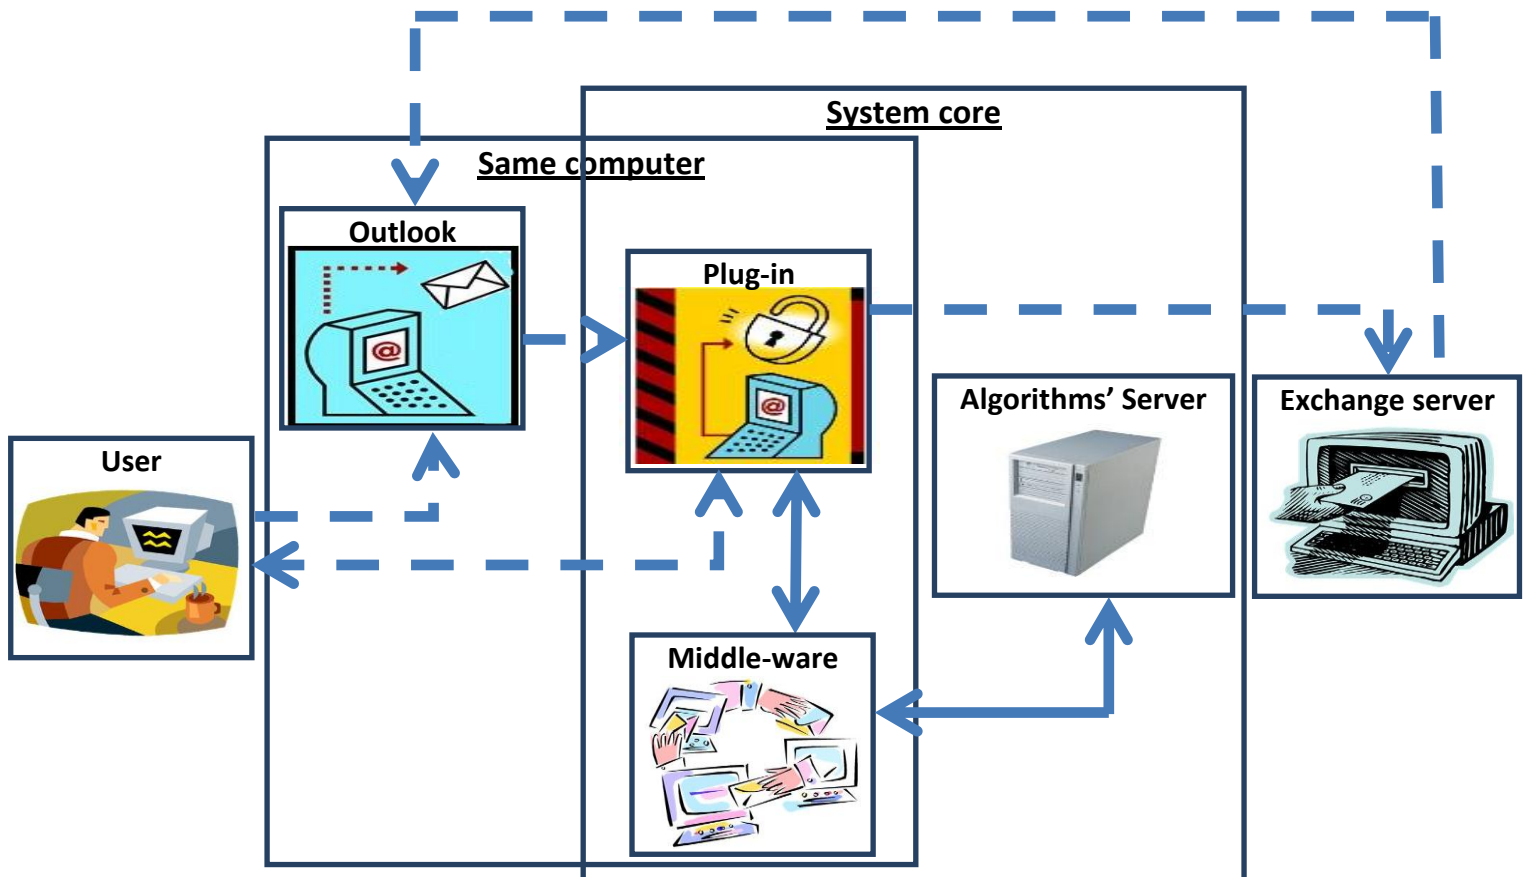 System core
Same computer
Outlook
Plug-in
@
@
Algorithms’ Server
Exchange server
User
Middle-ware